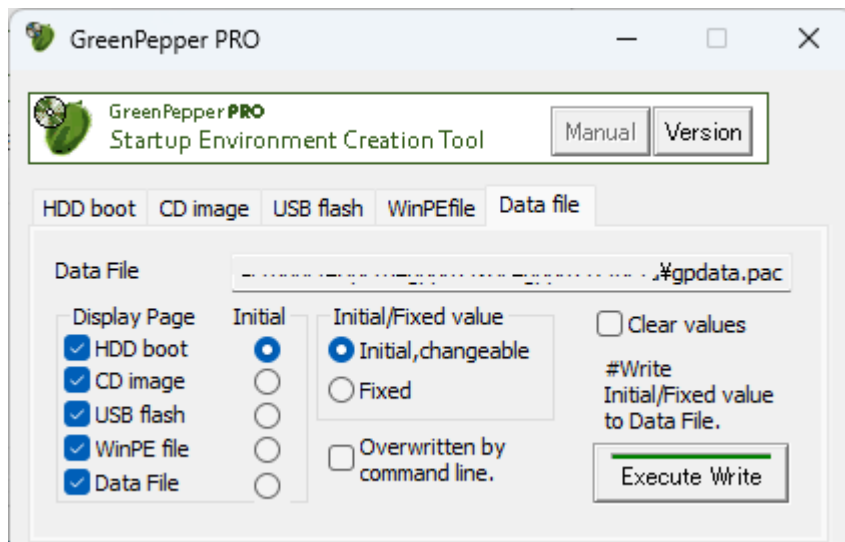 GreenPepper PRO
GreenPepper PRO
Startup Environment Creation Tool
Manual Version
HDD boot CD image USB flash WinPEfile Data file
Data File ¥gpdata.pac
Display Page Initial
HDD boot
CD image
USB flash
WinPE file
Data File
Initial/Fixed value
Initial,changeable
Fixed
Overwritten by
command line.
Clear values
#Write
Initial/Fixed value
to Data File.
Execute Write